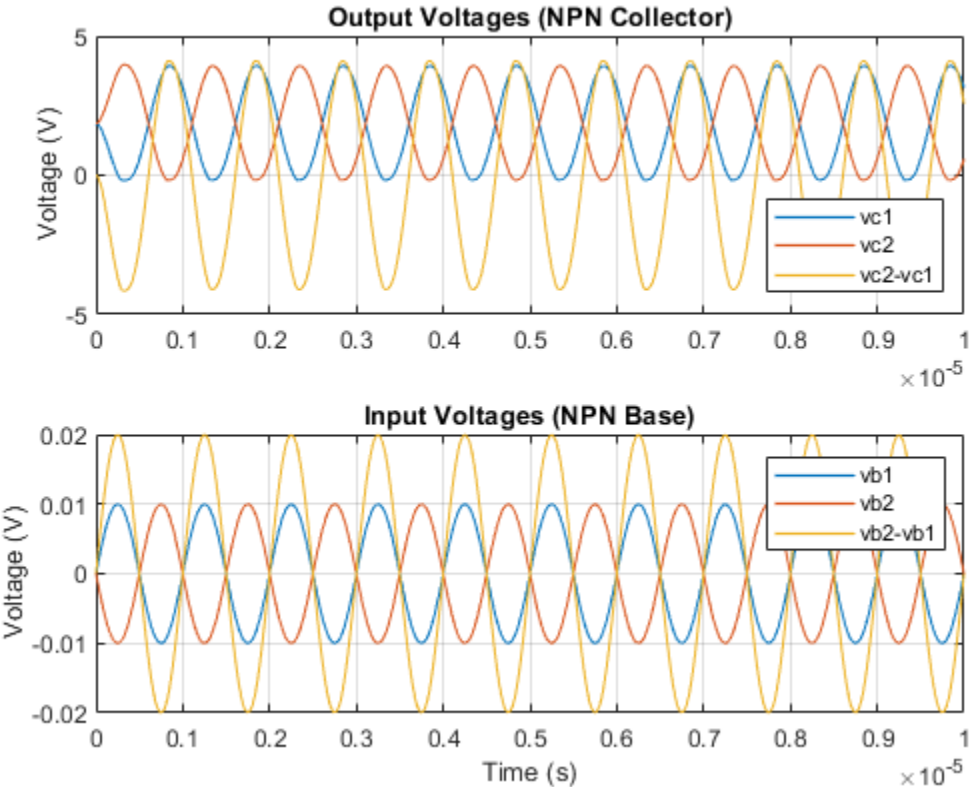 Output Voltages (NPN Collector)
5
0
-5
Voltage (V)
vc1
vc2
vc2-vc1
0 0.1 0.2 0.3 0.4 0.5 0.6 0.7 0.8 0.9 1
×10-5
Input Voltages (NPN Base)
0.02
0.01
0
-0.01
-0.02
Voltage (V)
vb1
vb2
vb2-vb1
0 0.1 0.2 0.3 0.4 0.5 0.6 0.7 0.8 0.9 1
Time (s)
×10-5